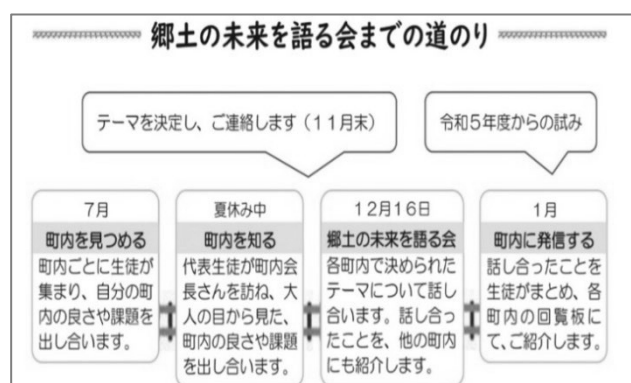 郷土の未来を語る会までの道のり
テーマを決定し、ご連絡します（１１月末）
令和５年度からの試み
７月
町内を見つめる
町内ごとに生徒が
集まり、自分の町
内の良さや課題を
出し合います。
夏休み中
町内を知る
代表生徒が町内会
長さんを訪ね、大
人の目から見た、
町内の良さや課題
を出し合います。
１２月１６日
郷土の未来を語る会
各町内で決められた
テーマについて話し
合います。話し合っ
たことを、他の町内
にも紹介します。
１月
町内に発信する
話し合ったことを
生徒がまとめ、各
町内の回覧板に
て、ご紹介します。